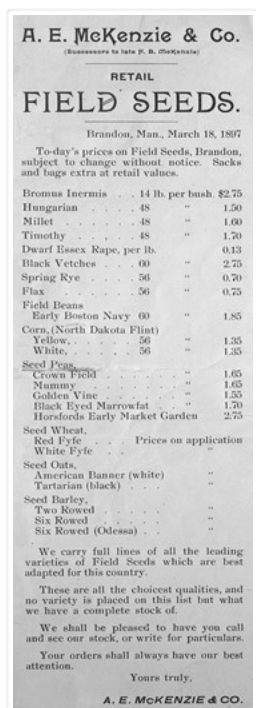 A. E. McKenzie & Co.
(Successors to late F. B. McKenzie)
RETAIL
FIELD SEEDS.
Brandon, Man., March 18, 1897
To-day's prices on Field Seeds, Brandon,
subject to change without notice. Sacks
and bags extra at retail values.
Bromus Inermis . . 14 lb. per bush. $2.75
Hungarian . . . . 48 " 1.50
Millet . . . . . 48 " 1.60
Timothy . . . . 48 " 1.70
Dwarf Essex Rape, per lb. 0.13
Black Vetches . . 60 " 2.75
Spring Rye . . . 56 " 0.70
Flax . . . . . 56 " 0.75
Field Beans
Early Boston Navy 60 " 1.85
Corn, (North Dakota Flint)
Yellow, . . . . 56 " 1.35
White, . . . . 56 " 1.35
Seed Peas,
Crown Field . . . . " 1.65
Mummy . . . . . " 1.65
Golden Vine . . . . " 1.55
Black Eyed Marrowfat . . " 1.70
Horsfords Early Market Garden 2.75
Seed Wheat,
Red Fyfe . . . Prices on application
White Fyfe . . . "
Seed Oats,
American Banner (white) "
Tartarian (black) . . . "
Seed Barley,
Two Rowed . . . . "
Six Rowed . . . . . "
Six Rowed (Odessa) . . "
We carry full lines of all the leading
varieties of Field Seeds which are best
adapted for this country.
These are all the choicest qualities, and
no variety is placed on this list but what
we have a complete stock of.
We shall be pleased to have you call
and see our stock, or write for particulars.
Your orders shall always have our best
attention.
Yours truly,
A. E. McKENZIE & CO.